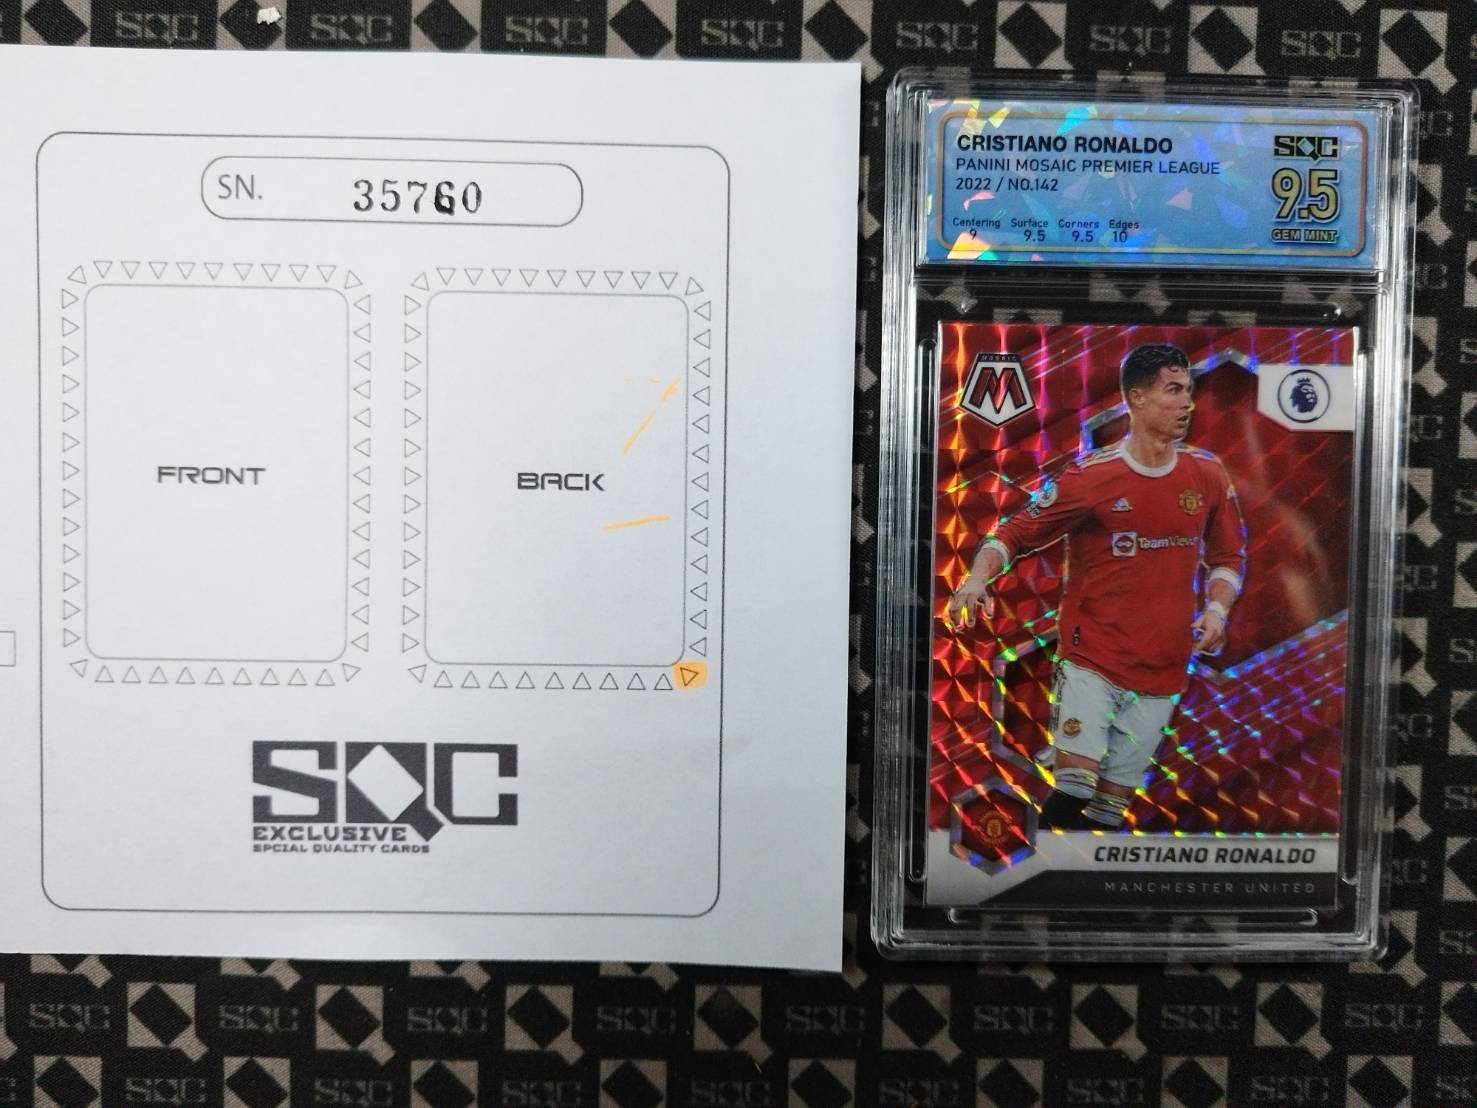 SN. 35760
FRONT
BACK
SQC
EXCLUSIVE
SPCIAL QUALITY CARDS
CRISTIANO RONALDO
PANINI MOSAIC PREMIER LEAGUE
2022 / NO.142
Centering Surface Corners Edges
9 9.5 9.5 10
SQC
9.5
GEM MINT
MOSAIC
M
TeamView
CRISTIANO RONALDO
MANCHESTER UNITED